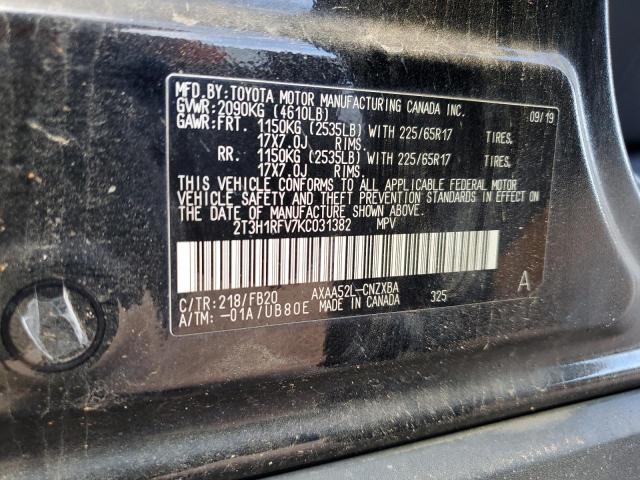 MFD.BY: TOYOTA MOTOR MANUFACTURING CANADA INC.
GVWR: 2090KG (4610LB) 09/19
GAWR: FRT. 1150KG (2535LB) WITH 225/65R17 TIRES,
17X7.0J RIMS.
RR. 1150KG (2535LB) WITH 225/65R17 TIRES,
17X7.0J RIMS.
THIS VEHICLE CONFORMS TO ALL APPLICABLE FEDERAL MOTOR
VEHICLE SAFETY AND THEFT PREVENTION STANDARDS IN EFFECT ON
THE DATE OF MANUFACTURE SHOWN ABOVE.
2T3H1RFV7KC031382 MPV
C/TR: 218/FB20 AXAA52L-CNZXBA A
A/TM: -01A/UB80E MADE IN CANADA 325